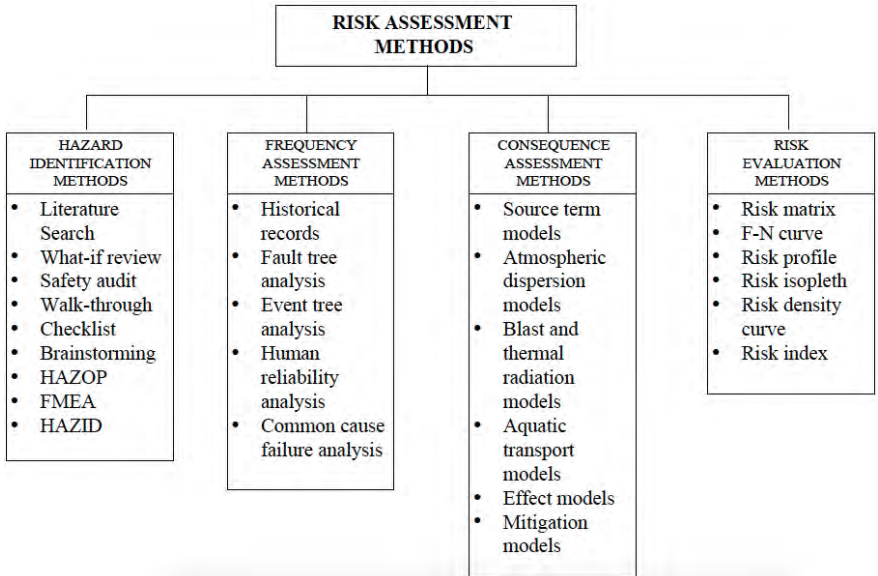 RISK ASSESSMENT
METHODS
HAZARD
IDENTIFICATION
METHODS
• Literature
Search
• What-if review
• Safety audit
• Walk-through
• Checklist
• Brainstorming
• HAZOP
• FMEA
• HAZID
FREQUENCY
ASSESSMENT
METHODS
• Historical
records
• Fault tree
analysis
• Event tree
analysis
• Human
reliability
analysis
• Common cause
failure analysis
CONSEQUENCE
ASSESSMENT
METHODS
• Source term
models
• Atmospheric
dispersion
models
• Blast and
thermal
radiation
models
• Aquatic
transport
models
• Effect models
• Mitigation
models
RISK
EVALUATION
METHODS
• Risk matrix
• F-N curve
• Risk profile
• Risk isopleth
• Risk density
curve
• Risk index